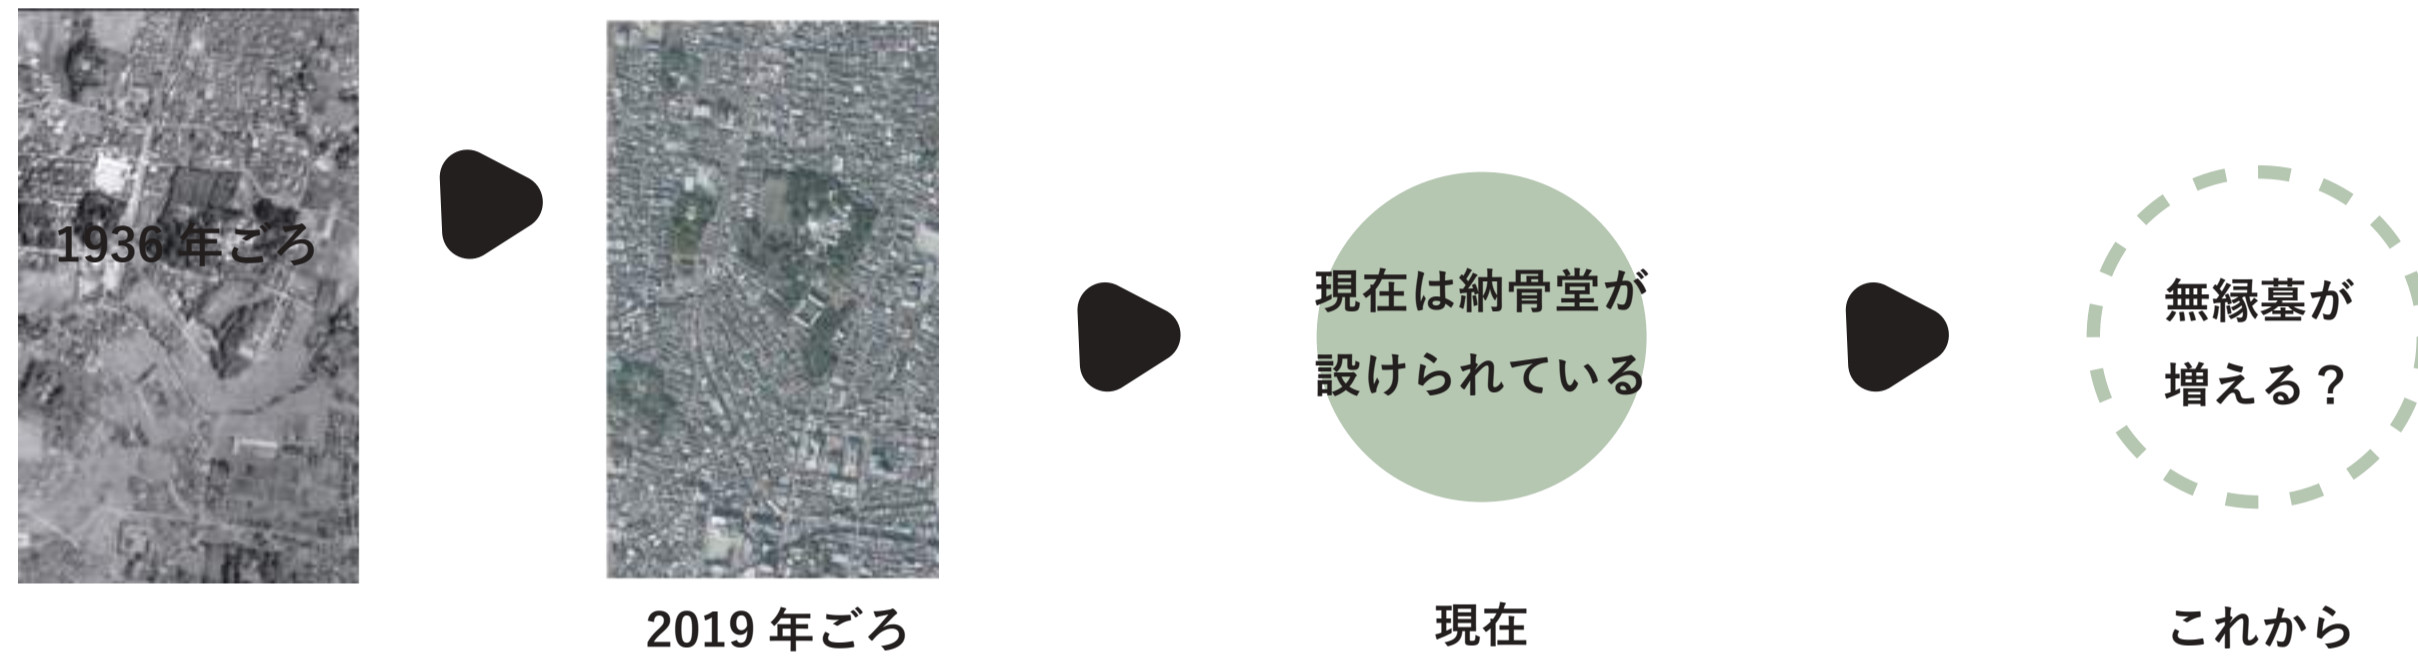 1936 年ごろ
2019 年ごろ
現在は納骨堂が
設けられている
現在
無縁墓が
増える？
これから